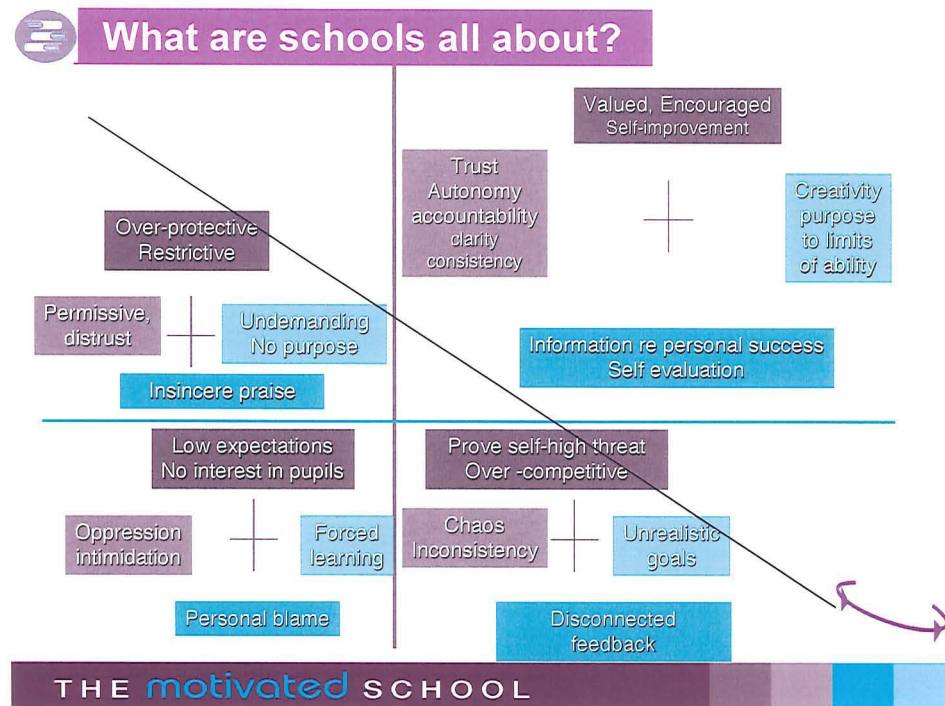 What are schools all about?
Valued, Encouraged
Self-improvement
Trust
Autonomy
accountability
clarity
consistency
Creativity
purpose
to limits
of ability
Over-protective
Restrictive
Permissive,
distrust
Undemanding
No purpose
Insincere praise
Information re personal success
Self evaluation
Low expectations
No interest in pupils
Oppression
intimidation
Forced
learning
Personal blame
Prove self-high threat
Over -competitive
Chaos
Inconsistency
Unrealistic
goals
Disconnected
feedback
THE motivated SCHOOL